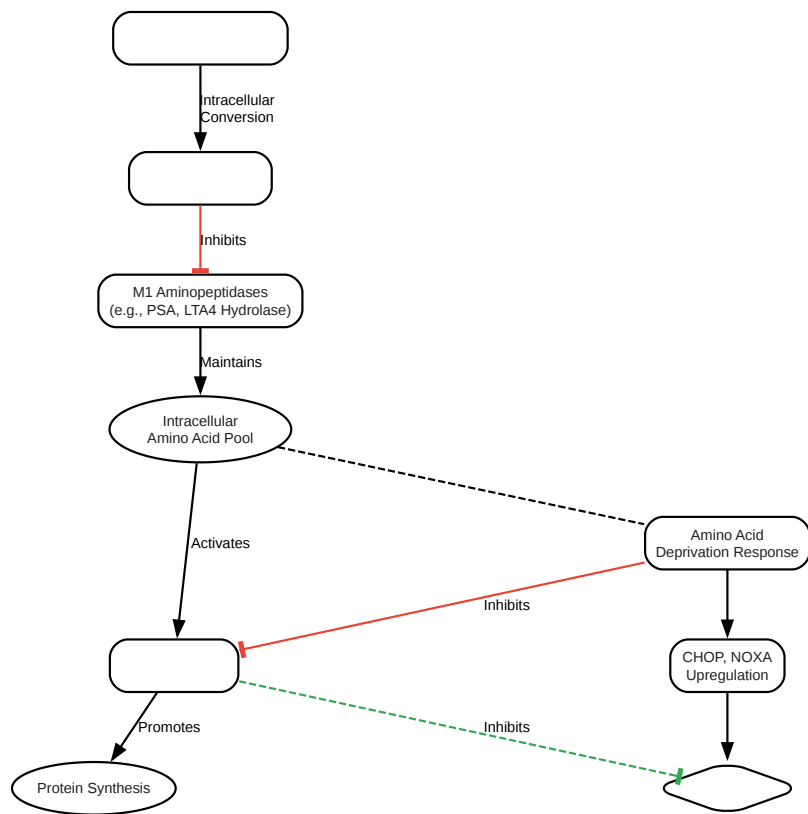 Intracellular
Conversion
Inhibits
M1 Aminopeptidases
(e.g., PSA, LTA4 Hydrolase)
Maintains
Intracellular
Amino Acid Pool
Activates
Amino Acid
Deprivation Response
Inhibits
CHOP, NOXA
Upregulation
Promotes
Inhibits
Protein Synthesis